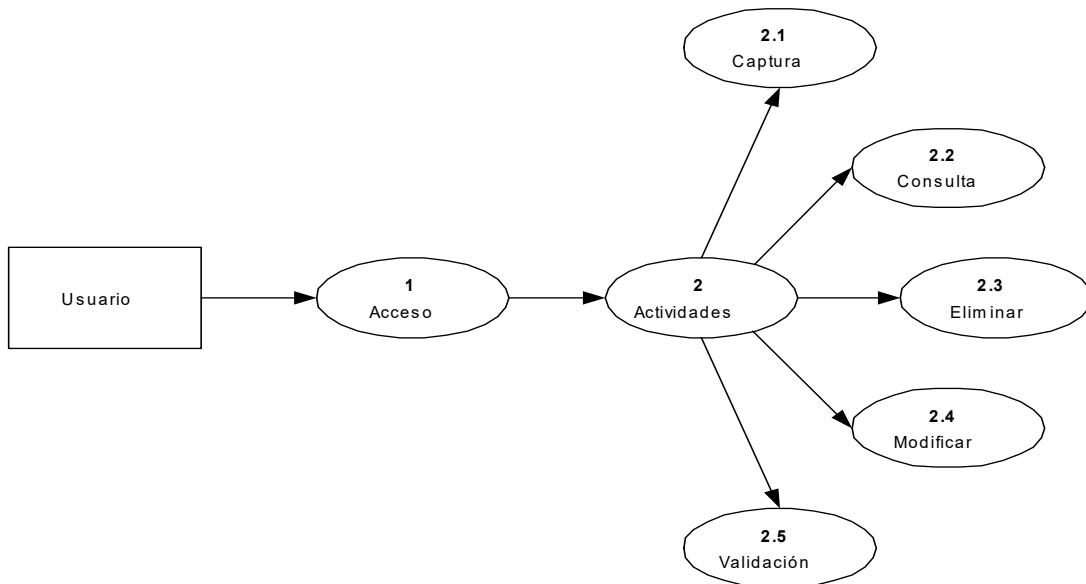 2.1
Captura
2.2
Consulta
Usuario
1
Acceso
2
Actividades
2.3
Eliminar
2.4
Modificar
2.5
Validación